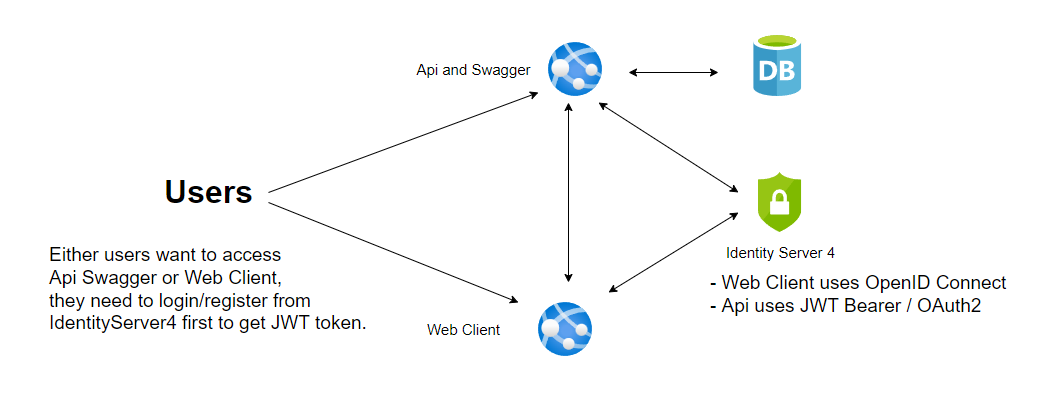 Api and Swagger
DB
Users
Either users want to access
Api Swagger or Web Client,
they need to login/register from
IdentityServer4 first to get JWT token.
Identity Server 4
- Web Client uses OpenID Connect
- Api uses JWT Bearer / OAuth2
Web Client